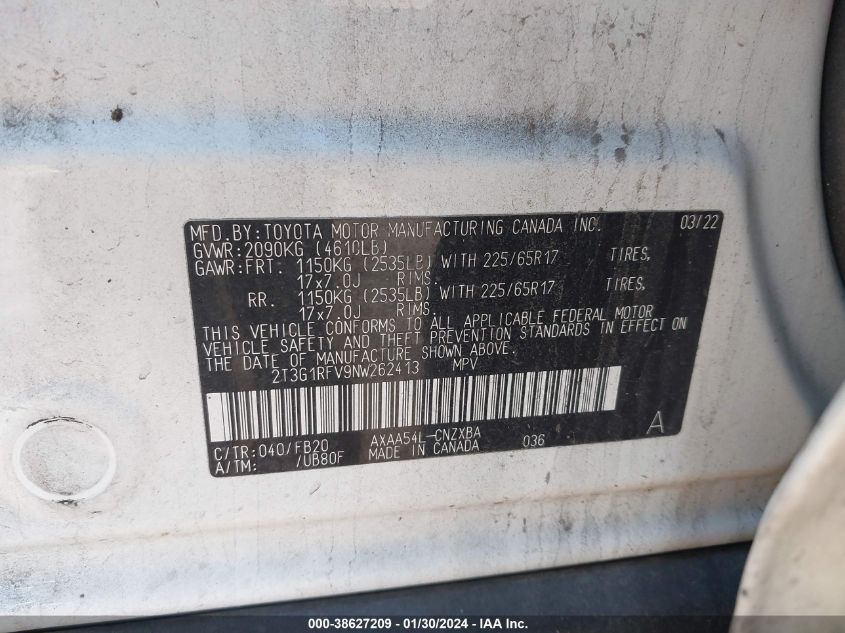 MFD.BY:TOYOTA MOTOR MANUFACTURING CANADA INC. 03/22
GVWR:2090KG (4610LB)
GAWR:FRT. 1150KG (2535LB) WITH 225/65R17 TIRES,
17x7.0J RIMS.
RR. 1150KG (2535LB) WITH 225/65R17 TIRES,
17x7.0J RIMS.
THIS VEHICLE CONFORMS TO ALL APPLICABLE FEDERAL MOTOR
VEHICLE SAFETY AND THEFT PREVENTION STANDARDS IN EFFECT ON
THE DATE OF MANUFACTURE SHOWN ABOVE.
2T3G1RFV9NW262413 MPV
C/TR:040/FB20 AXAA54L-CNZXBA 036 A
A/TM: /UB80F MADE IN CANADA
000-38627209 - 01/30/2024 - IAA Inc.